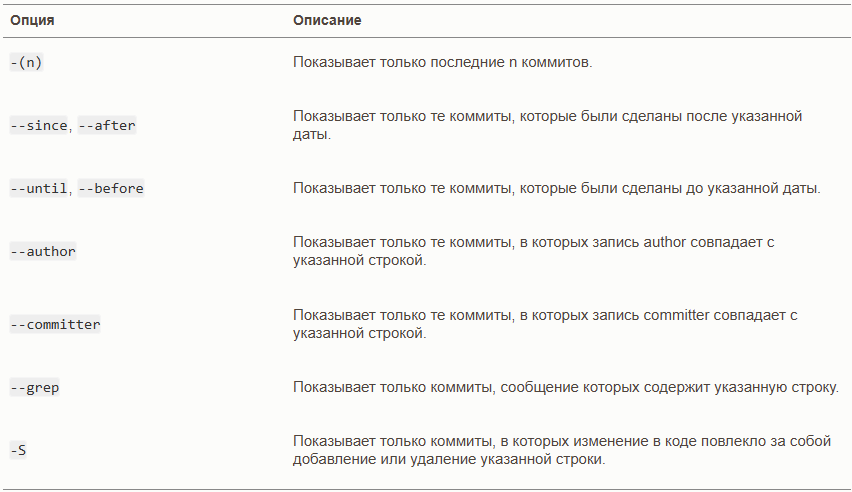 Опция Описание
-(n) Показывает только последние n коммитов.
--since, --after Показывает только те коммиты, которые были сделаны после указанной
даты.
--until, --before Показывает только те коммиты, которые были сделаны до указанной даты.
--author Показывает только те коммиты, в которых запись author совпадает с
указанной строкой.
--committer Показывает только те коммиты, в которых запись committer совпадает с
указанной строкой.
--grep Показывает только коммиты, сообщение которых содержит указанную строку.
-S Показывает только коммиты, в которых изменение в коде повлекло за собой
добавление или удаление указанной строки.